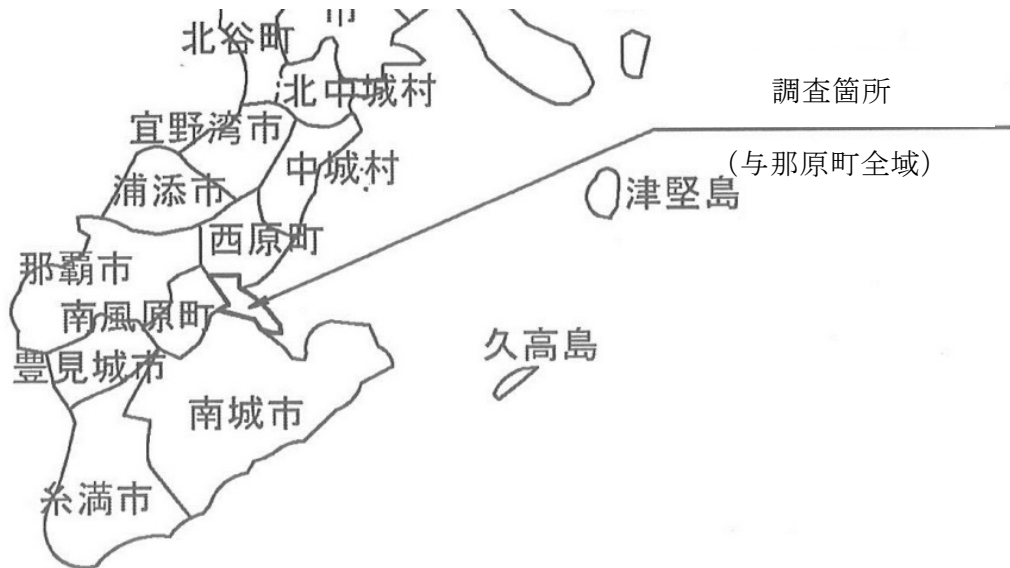 市
北谷町
北中城村
調査箇所
宜野湾市
(与那原町全域)
中城村
浦添市
津堅島
西原町
那覇市
南風原町
久高島
豊見城市
南城市
糸満市